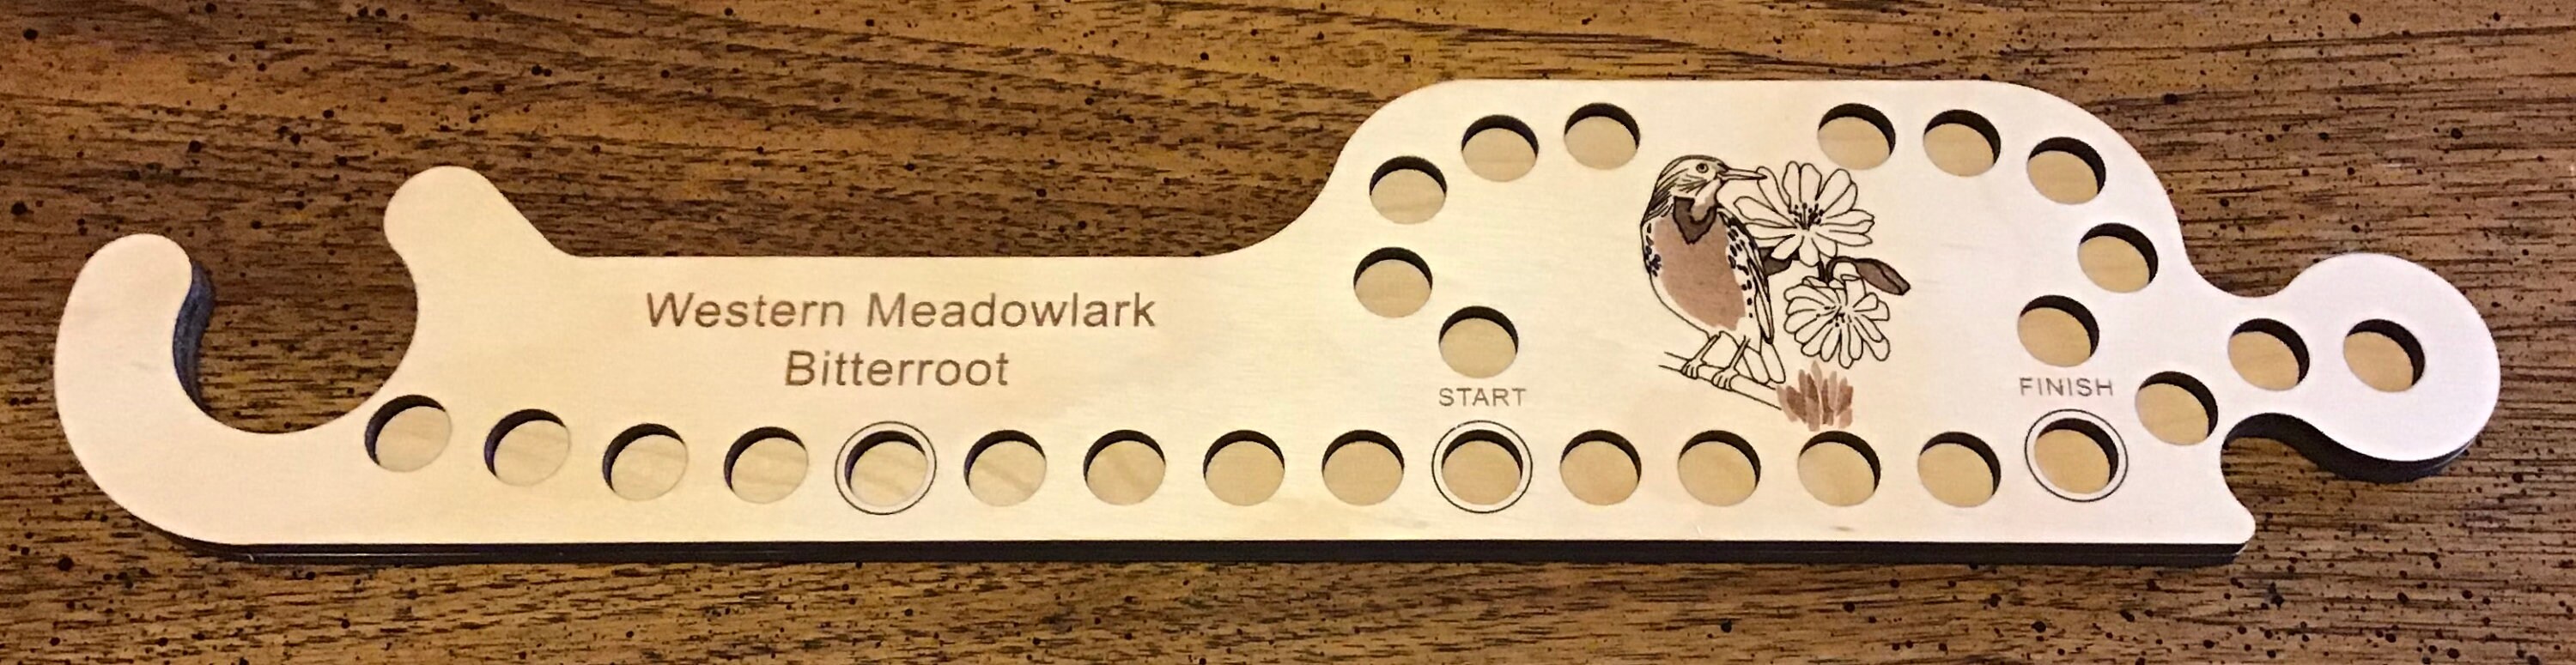 Western Meadowlark
Bitterroot
START
FINISH